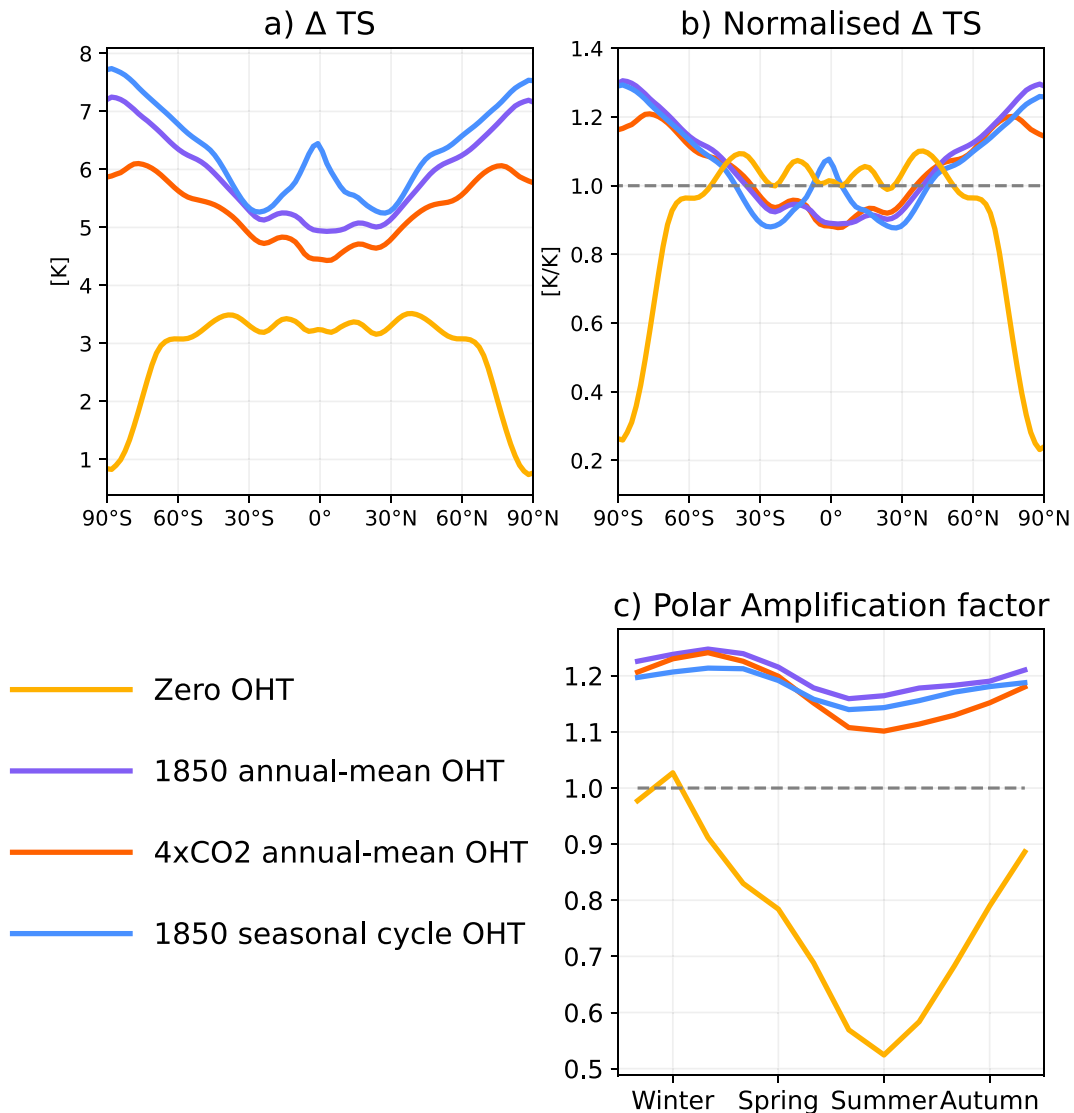 a) Δ TS
b) Normalised Δ TS
[K]
8
7
6
5
4
3
2
1
90°S 60°S 30°S 0° 30°N 60°N 90°N
[K/K]
1.4
1.2
1.0
0.8
0.6
0.4
0.2
90°S 60°S 30°S 0° 30°N 60°N 90°N
Zero OHT
1850 annual-mean OHT
4xCO2 annual-mean OHT
1850 seasonal cycle OHT
c) Polar Amplification factor
1.2
1.1
1.0
0.9
0.8
0.7
0.6
0.5
Winter Spring Summer Autumn